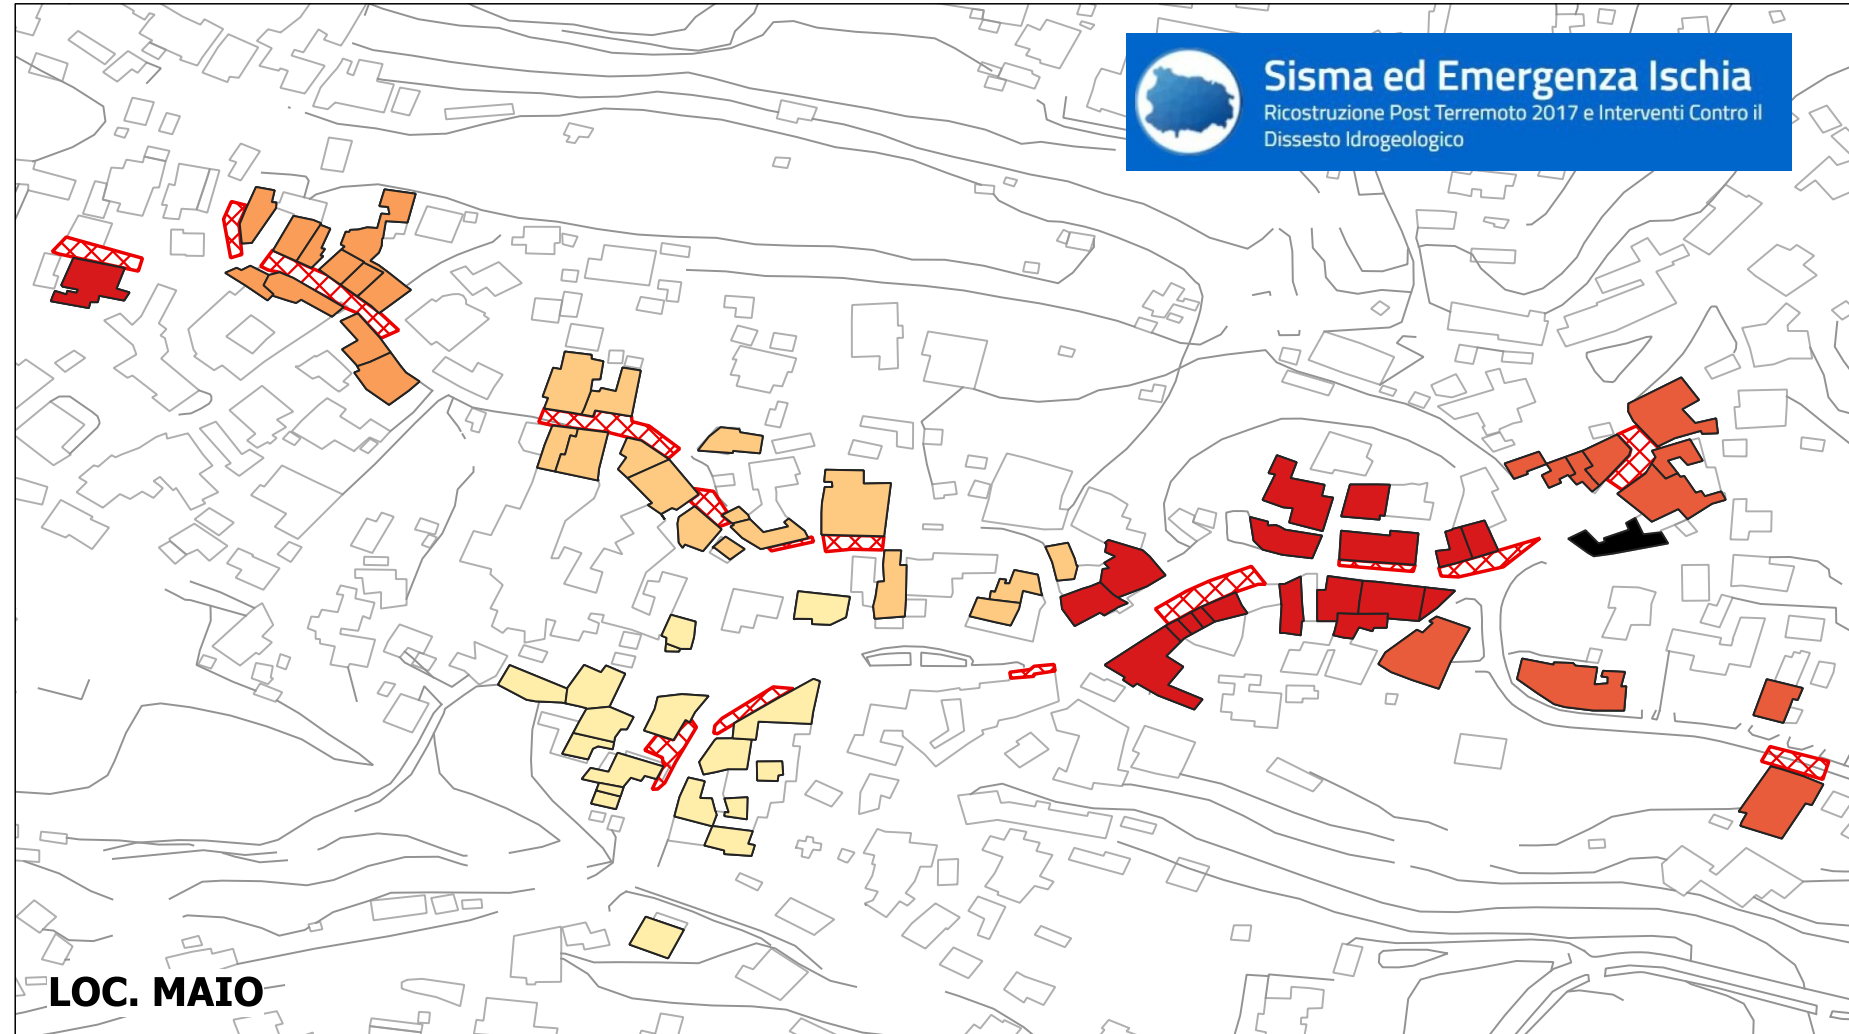 Sisma ed Emergenza Ischia
Ricostruzione Post Terremoto 2017 e Interventi Contro il
Dissesto Idrogeologico
LOC. MAIO